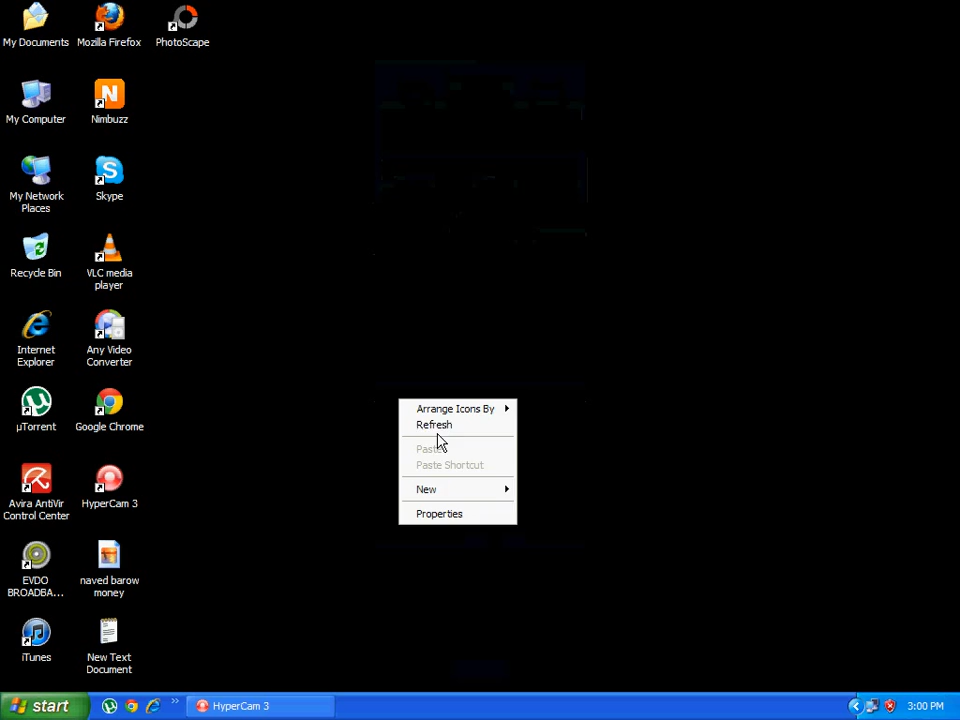 My Documents
Mozilla Firefox
PhotoScape
My Computer
Nimbuzz
My Network
Places
Skype
Recycle Bin
VLC media
player
Internet
Explorer
Any Video
Converter
µTorrent
Google Chrome
Avira AntiVir
Control Center
HyperCam 3
EVDO
BROADBA...
naved barow
money
iTunes
New Text
Document
Arrange Icons By
Refresh
Paste
Paste Shortcut
New
Properties
start
HyperCam 3
3:00 PM